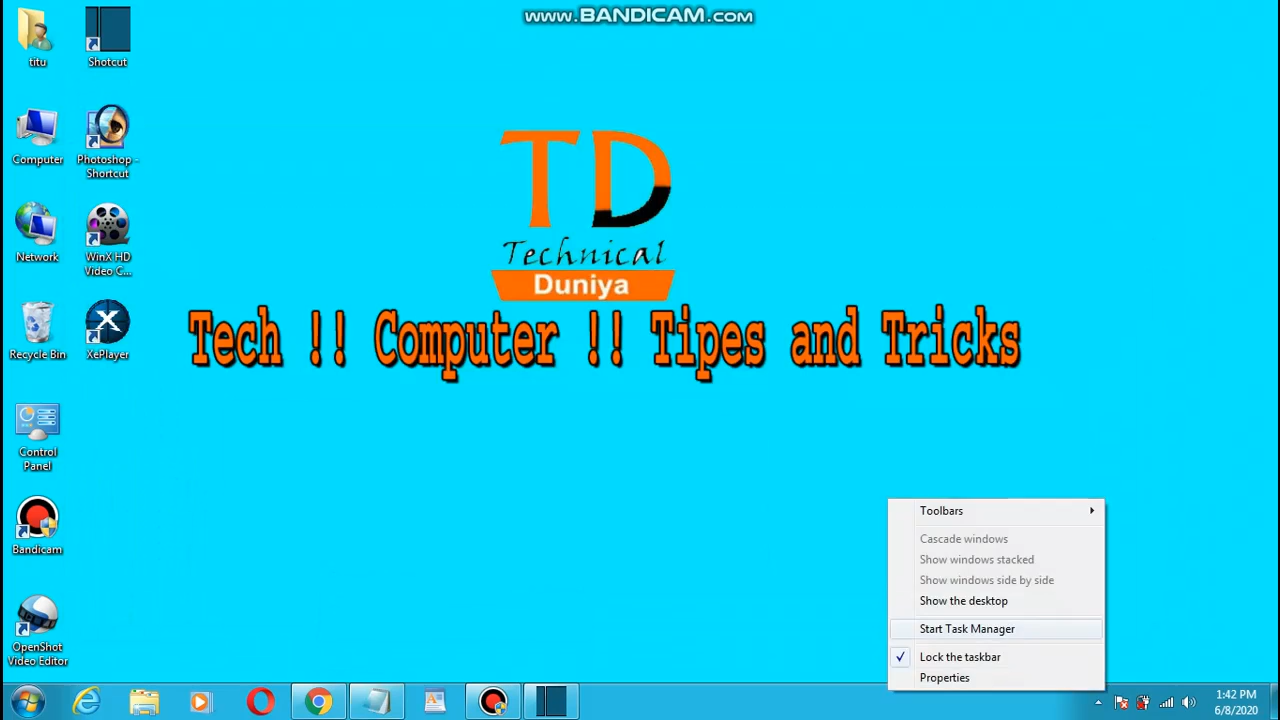 www.BANDICAM.com
titu
Shotcut
Computer
Photoshop -
Shortcut
Network
WinX HD
Video C...
Recycle Bin
XePlayer
Control
Panel
Bandicam
OpenShot
Video Editor
TD
Technical
Duniya
Tech !! Computer !! Tipes and Tricks
Toolbars
Cascade windows
Show windows stacked
Show windows side by side
Show the desktop
Start Task Manager
Lock the taskbar
Properties
1:42 PM
6/8/2020